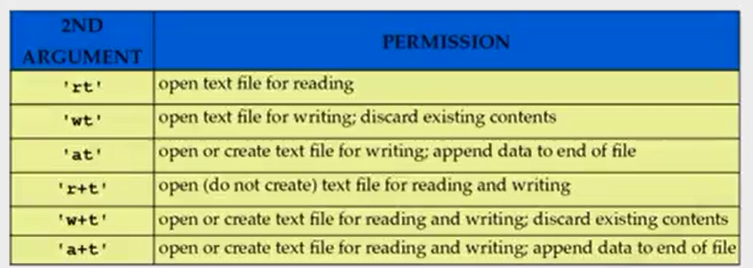 2ND ARGUMENT PERMISSION
'rt' open text file for reading
'wt' open text file for writing; discard existing contents
'at' open or create text file for writing; append data to end of file
'r+t' open (do not create) text file for reading and writing
'w+t' open or create text file for reading and writing; discard existing contents
'a+t' open or create text file for reading and writing; append data to end of file